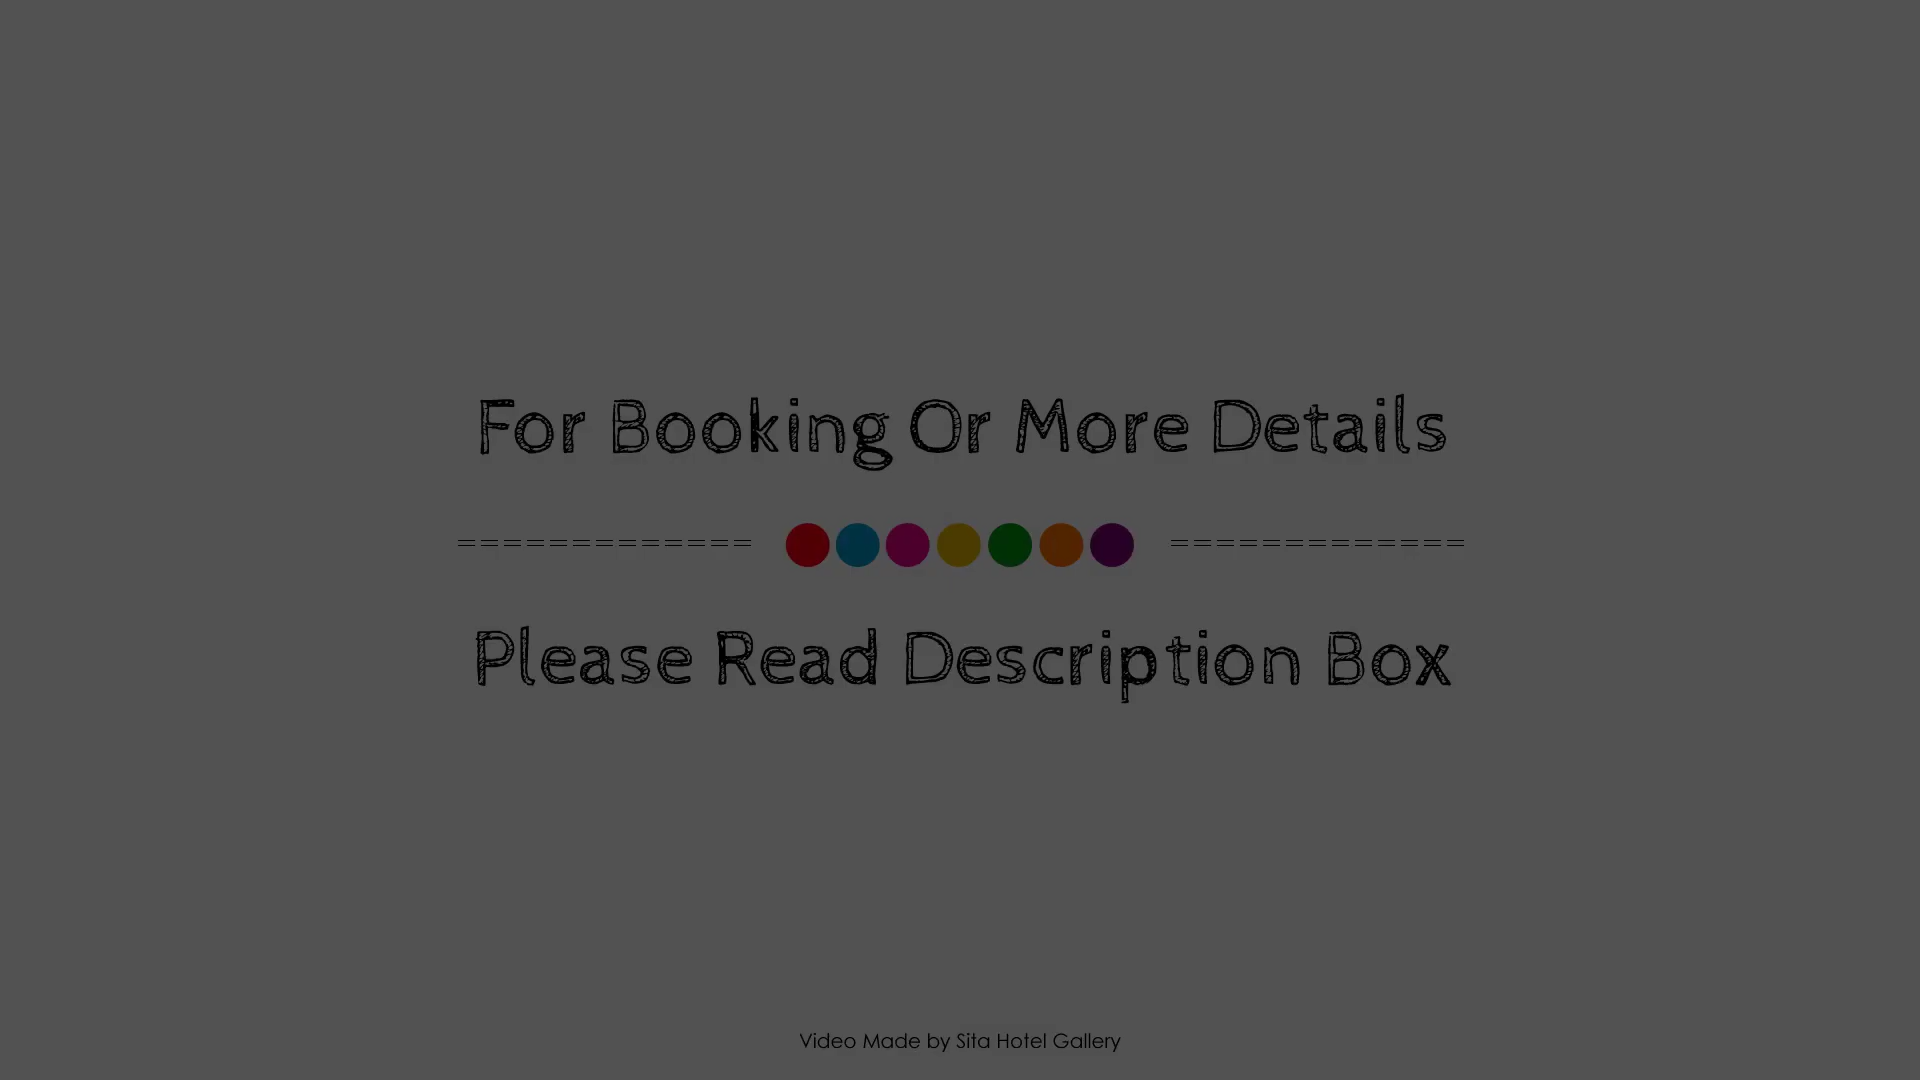 For Booking Or More Details
============= =============
Please Read Description Box
Video Made by Sita Hotel Gallery